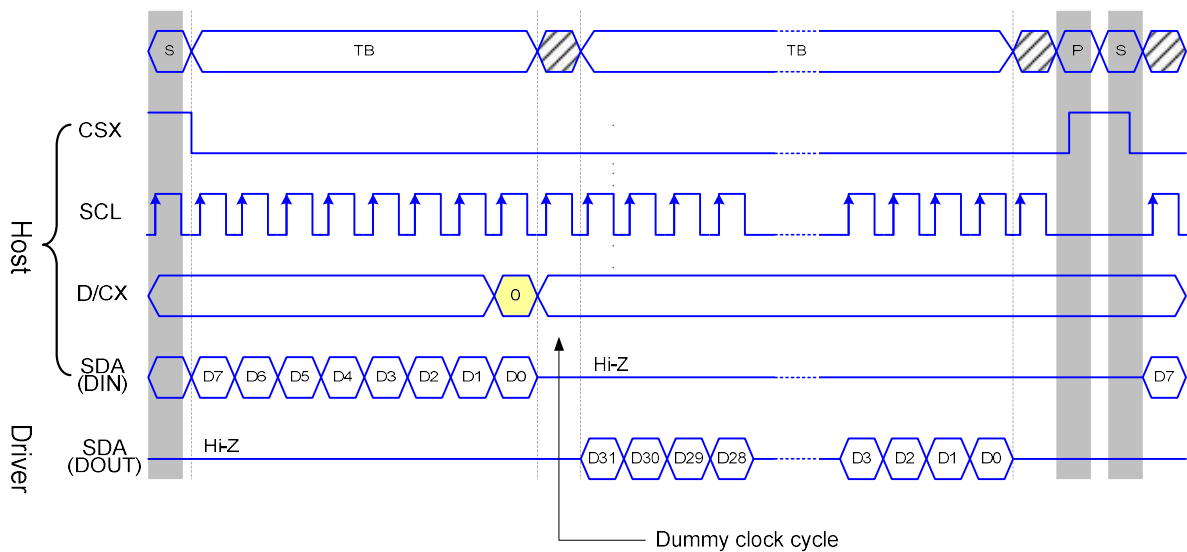 S TB TB P S
CSX
SCL
D/CX 0
SDA
(DIN) D7 D6 D5 D4 D3 D2 D1 D0 Hi-Z D7
SDA
(DOUT) Hi-Z D31 D30 D29 D28 D3 D2 D1 D0
Host
Driver
Dummy clock cycle